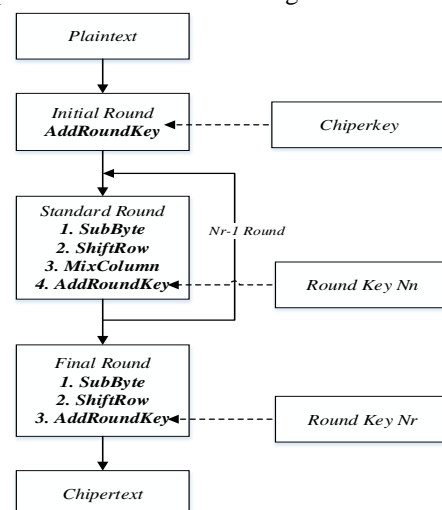 Plaintext
Initial Round
AddRoundKey
Chiperkey
Standard Round
1. SubByte
2. ShiftRow
3. MixColumn
4. AddRoundKey
Nr-1 Round
Round Key Nn
Final Round
1. SubByte
2. ShiftRow
3. AddRoundKey
Round Key Nr
Chipertext